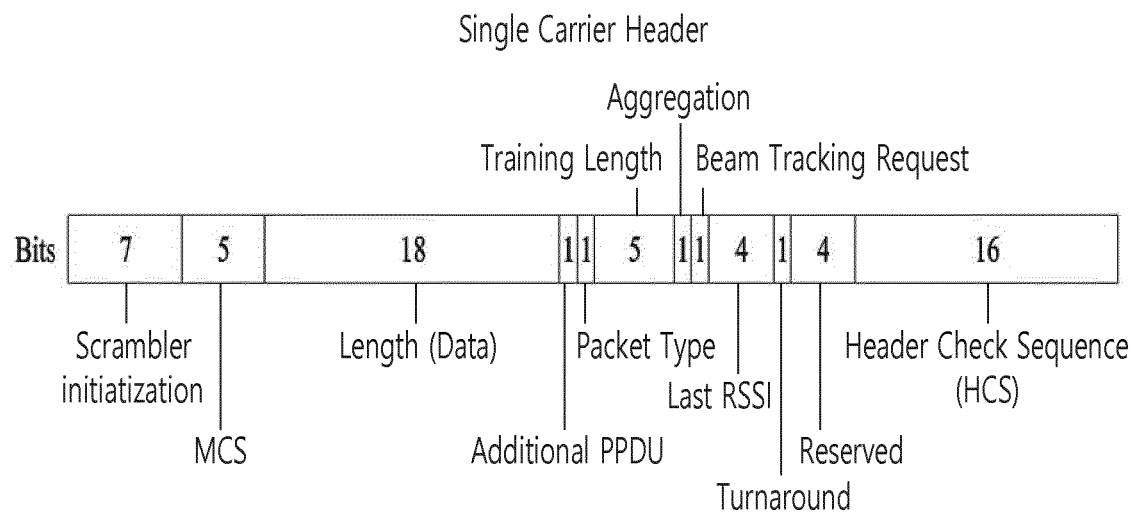 Single Carrier Header
Aggregation
Training Length Beam Tracking Request
Bits 7 5 18 1 1 5 1 1 4 1 4 16
Scrambler Length (Data) Packet Type Header Check Sequence
initiatization Last RSSI (HCS)
MCS Additional PPDU Reserved
Turnaround